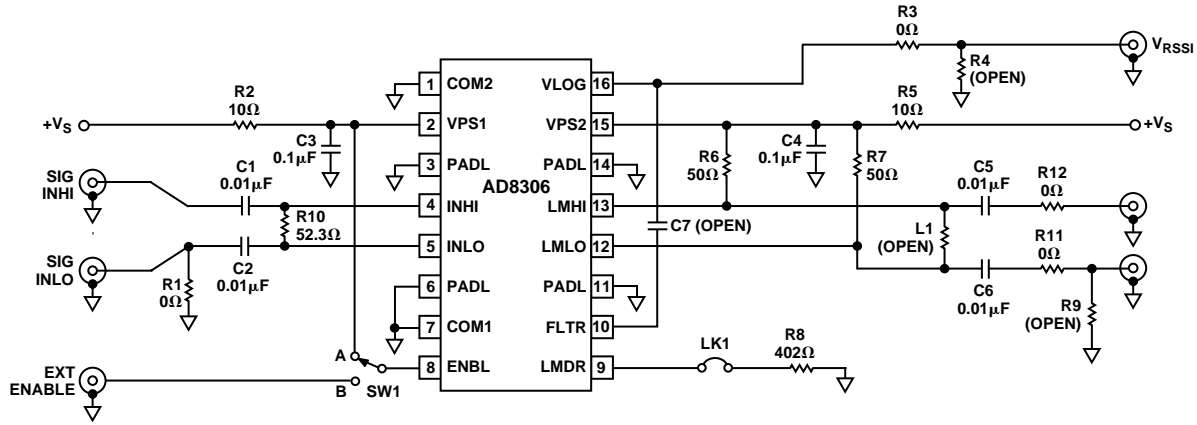 R3
0Ω
VRSSI
R4
(OPEN)
1 COM2 VLOG 16
R2
10Ω
R5
10Ω
+VS
2 VPS1 VPS2 15
+VS
C3
0.1µF
R6
50Ω
C4
0.1µF
R7
50Ω
3 PADL PADL 14
AD8306
SIG
INHI
C1
0.01µF
4 INHI LMHI 13
C5
0.01µF
R12
0Ω
R10
52.3Ω
C7 (OPEN)
L1
(OPEN)
5 INLO LMLO 12
SIG
INLO
R1
0Ω
C2
0.01µF
R11
0Ω
C6
0.01µF
R9
(OPEN)
6 PADL PADL 11
7 COM1 FLTR 10
A
LK1
R8
402Ω
8 ENBL LMDR 9
EXT
ENABLE
B
SW1